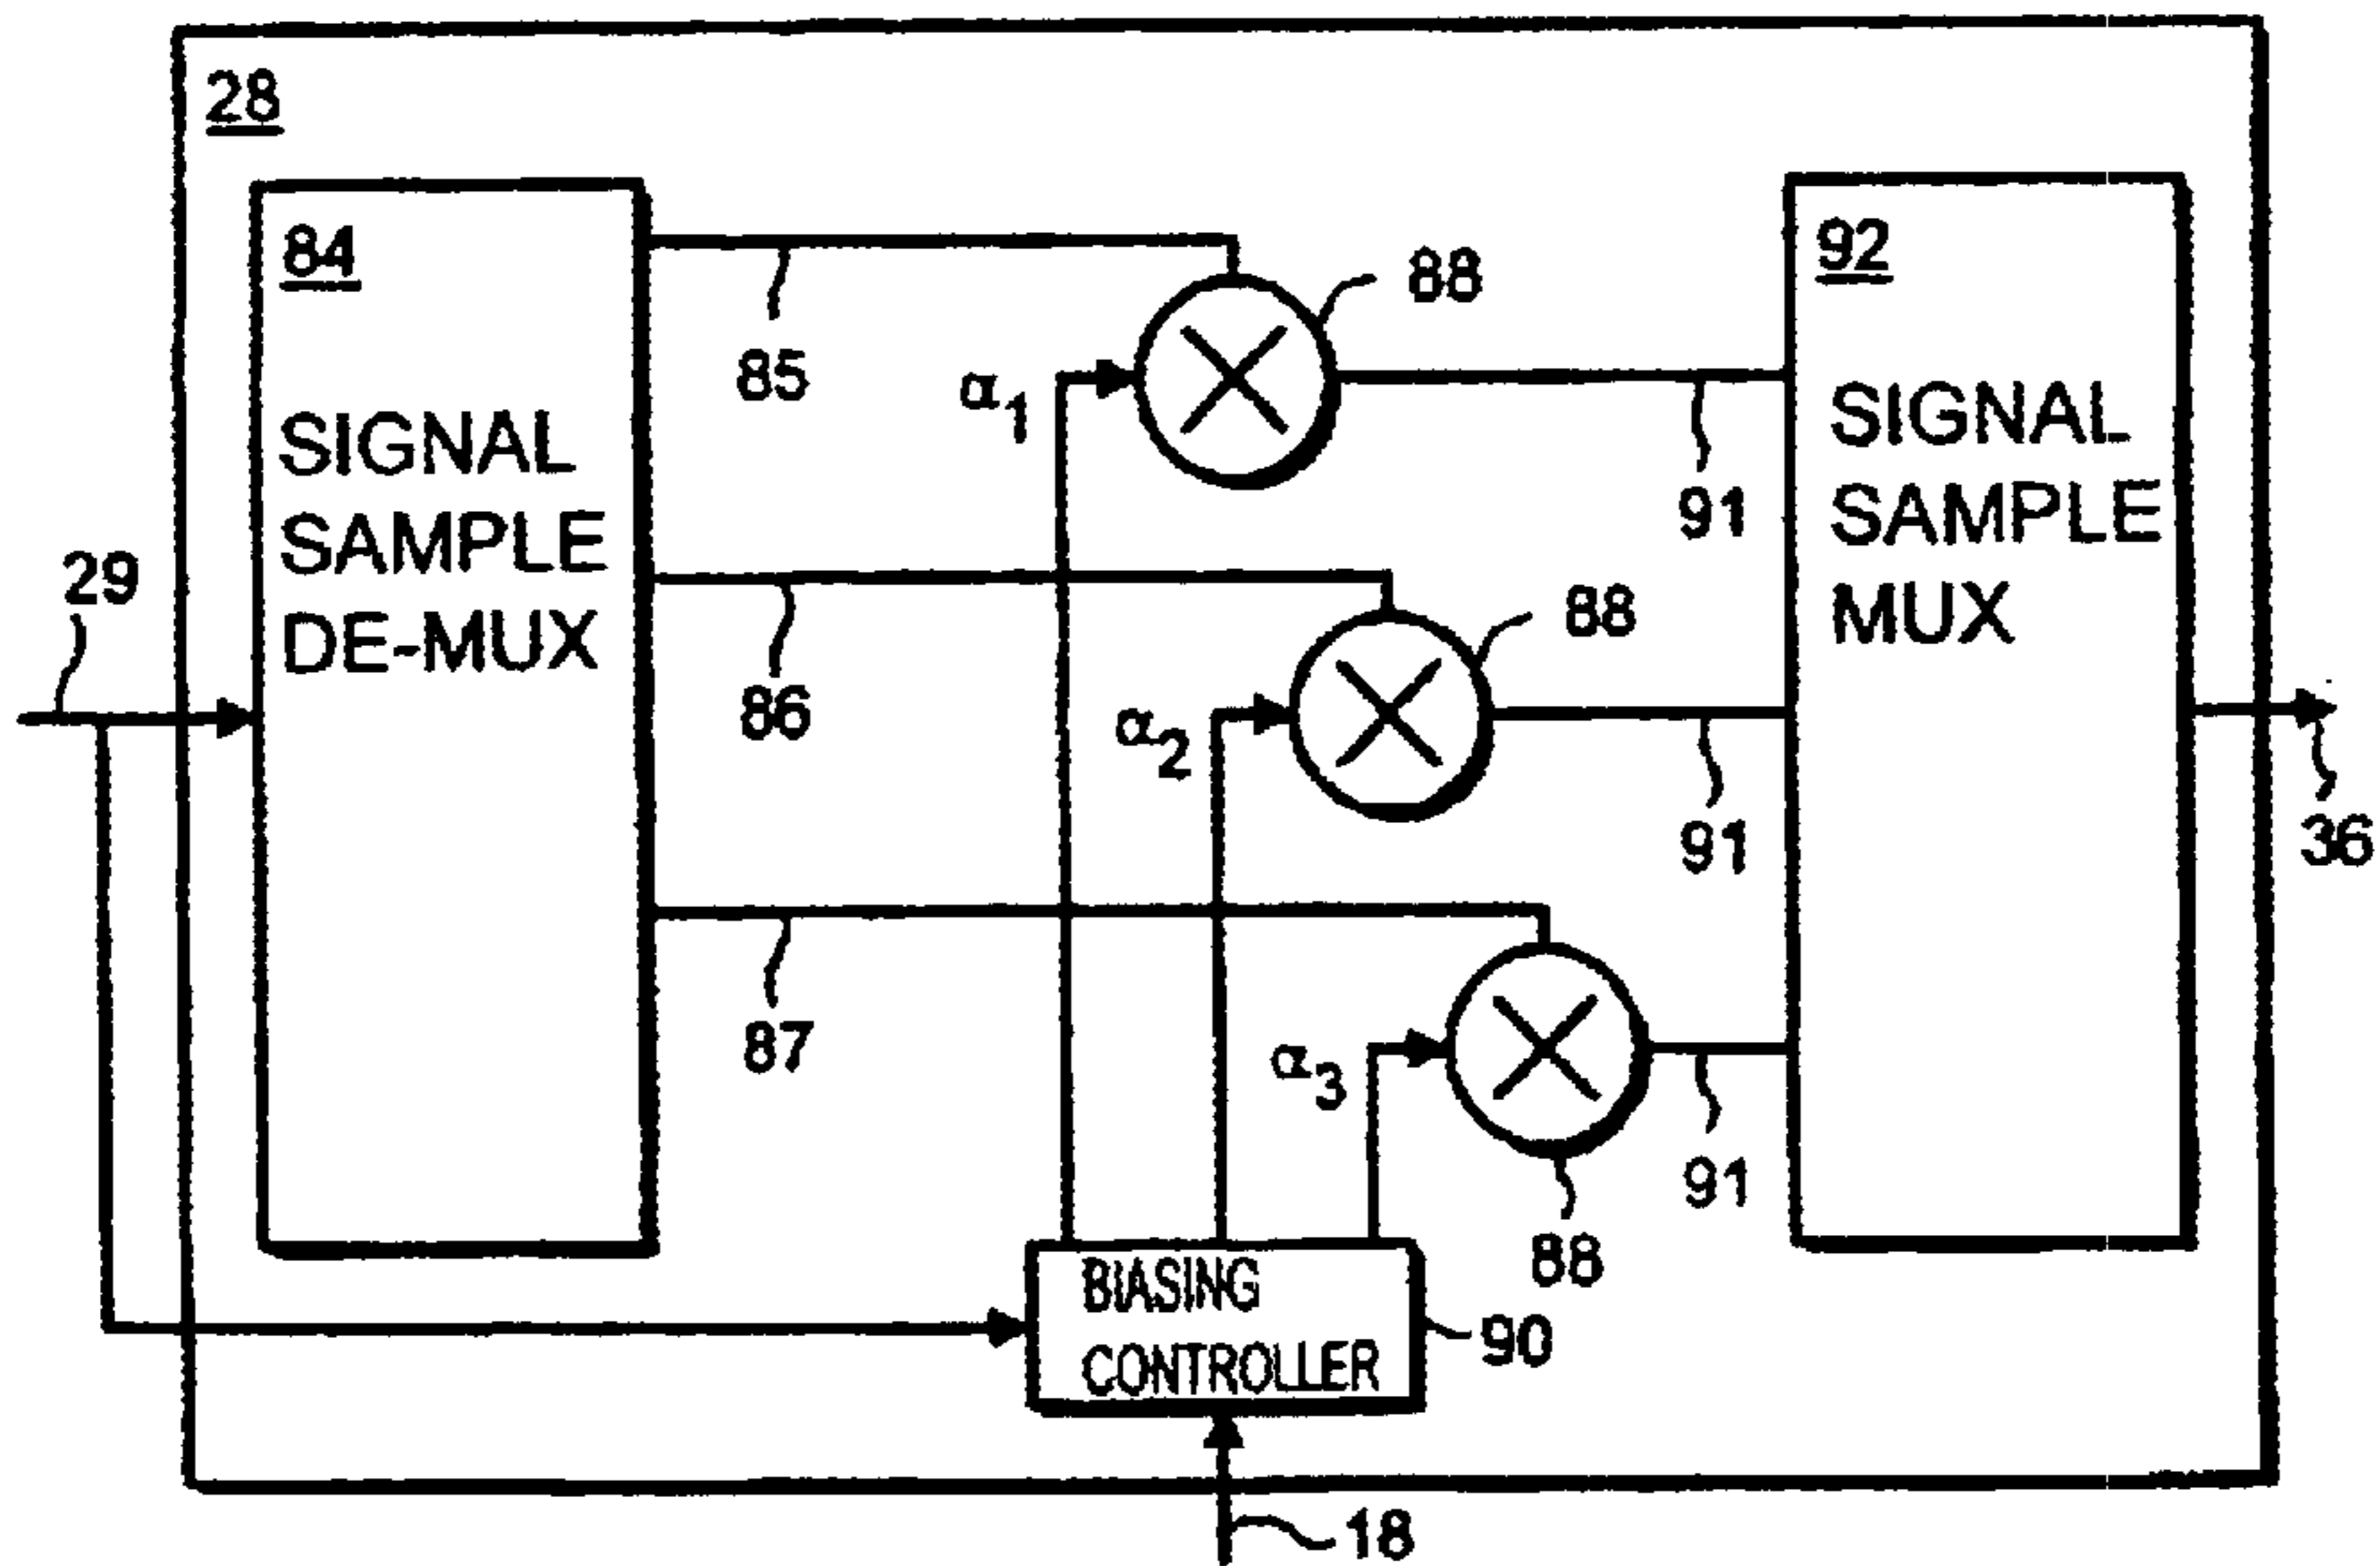 28
84
SIGNAL
SAMPLE
DE-MUX
29
85
86
87
α1
88
α2
88
α3
88
91
91
91
92
SIGNAL
SAMPLE
MUX
36
BIASING
CONTROLLER
90
18